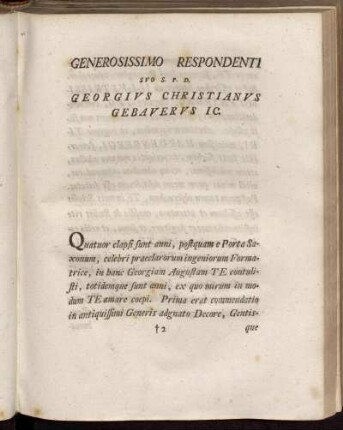 GENEROSISSIMO RESPONDENTI
SVO S. P. D.
GEORGIVS CHRISTIANVS
GEBAVERVS IC.
Quatuor elapsi sunt anni, postquam e Porta Sa-
xonum, celebri praeclarorum ingeniorum Forma-
trice, in hanc Georgiam Augustam TE contuli-
sti, totidemque sunt anni, ex quo mirum in mo-
dum TE amare coepi. Prima erat commendatio
in antiquissimi Generis adgnato Decore, Gentis-
†2 que